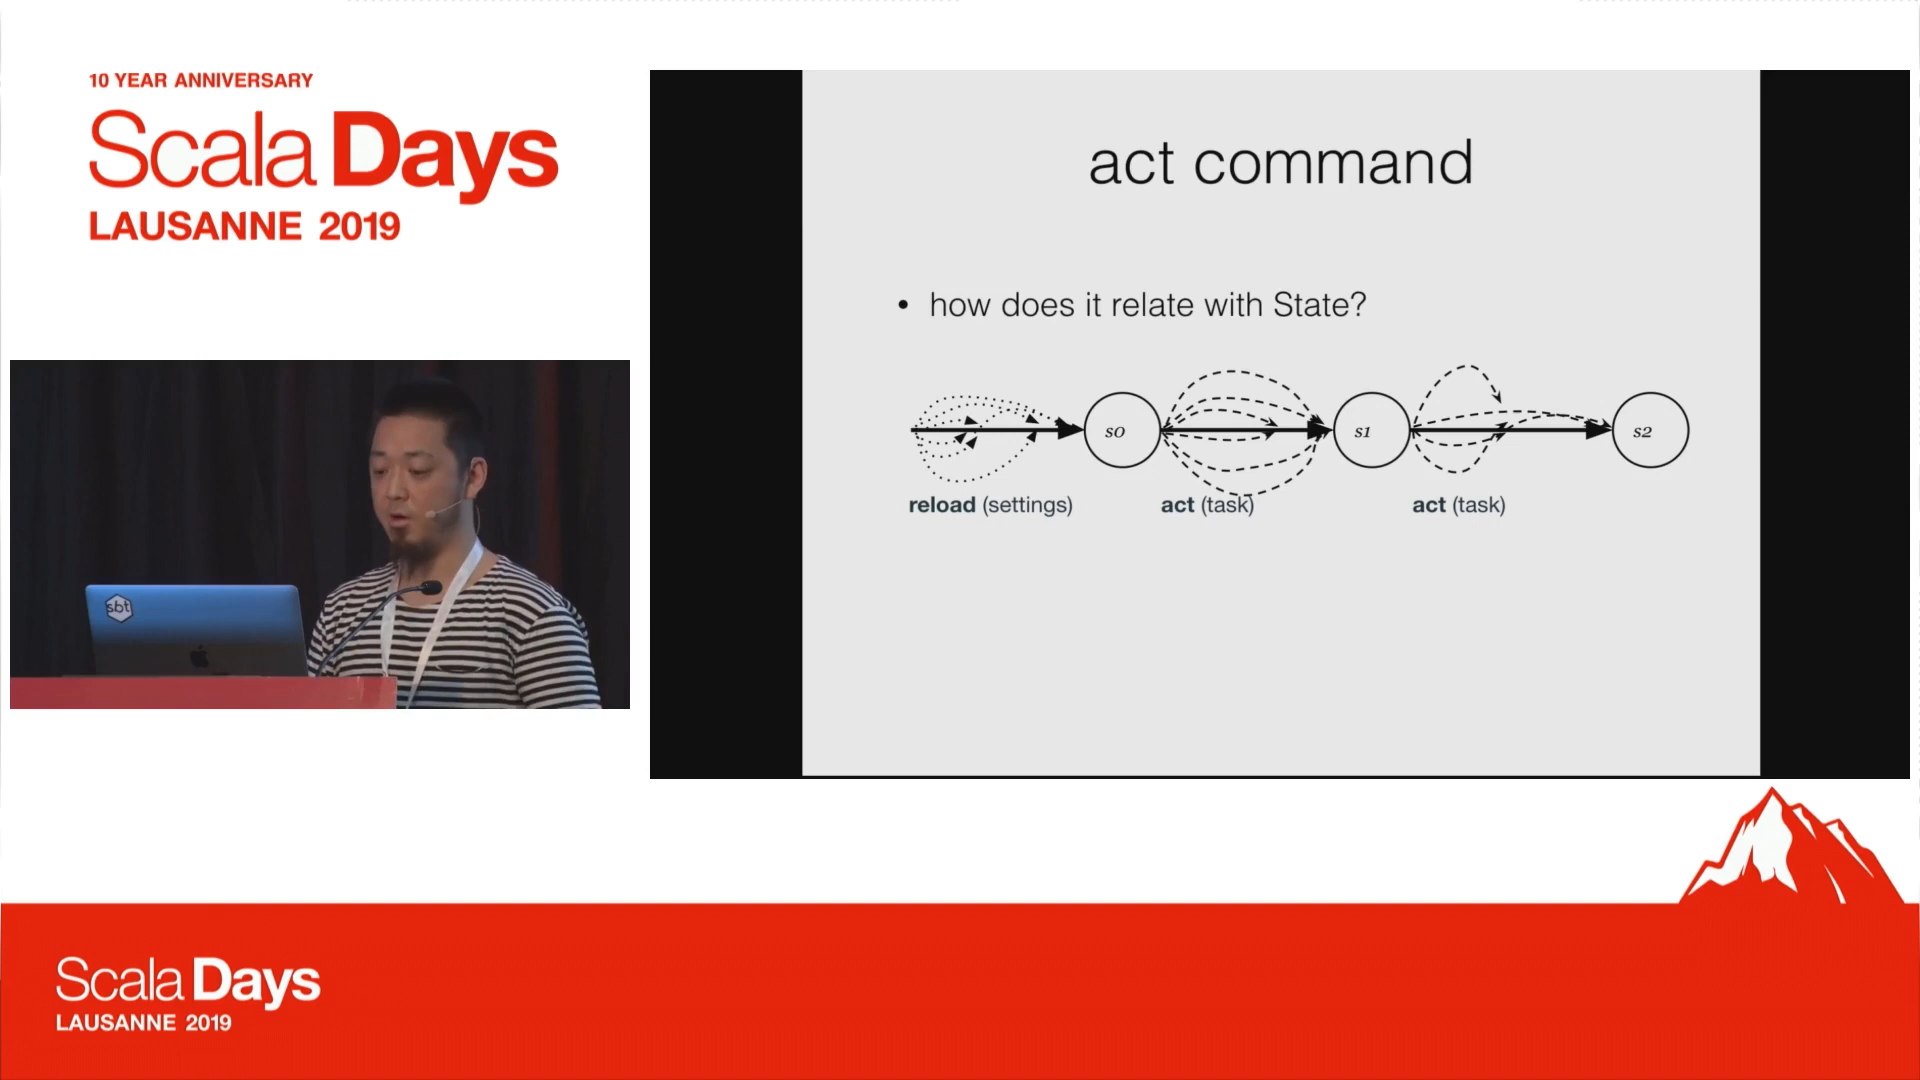 10 YEAR ANNIVERSARY
Scala Days
LAUSANNE 2019
act command
• how does it relate with State?
s0
s1
s2
reload (settings)
act (task)
act (task)
sbt
Scala Days
LAUSANNE 2019